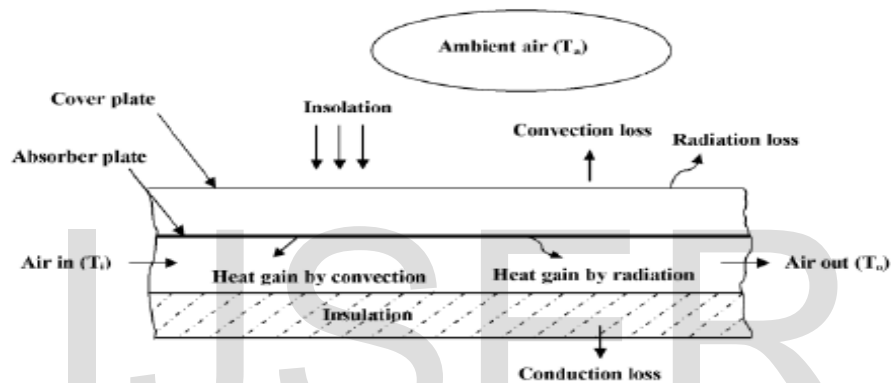 Ambient air (Tₐ)
Cover plate
Insolation
Convection loss
Radiation loss
Absorber plate
Air in (Tᵢ)
Heat gain by convection
Heat gain by radiation
Air out (Tₒ)
Insulation
Conduction loss
IJSER